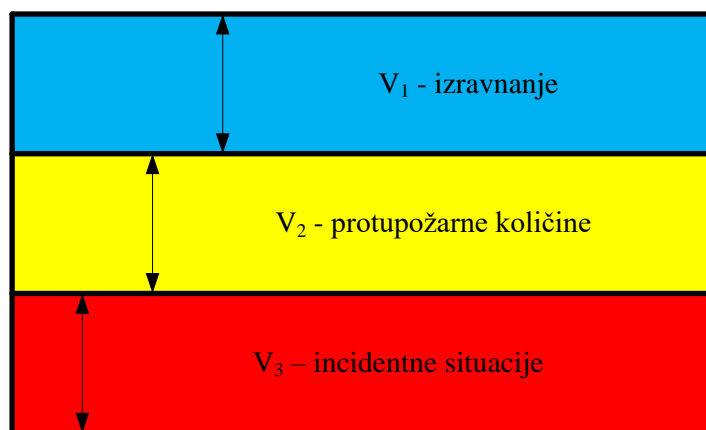 V₁ - izravnanje
V₂ - protupožarne količine
V₃ – incidentne situacije